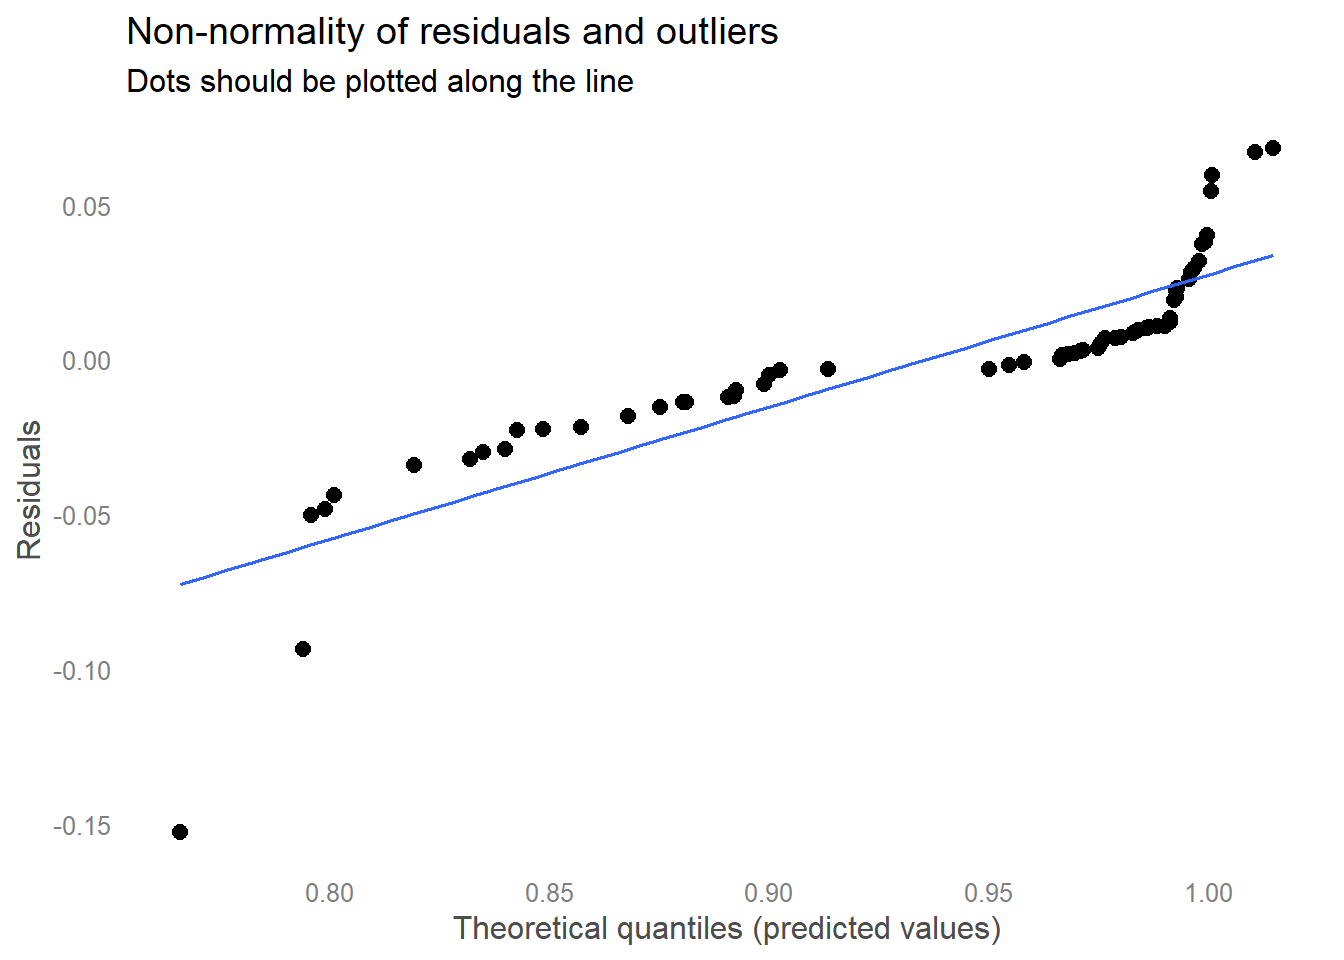 Non-normality of residuals and outliers
Dots should be plotted along the line
0.05
0.00
-0.05
-0.10
-0.15
Residuals
0.80 0.85 0.90 0.95 1.00
Theoretical quantiles (predicted values)